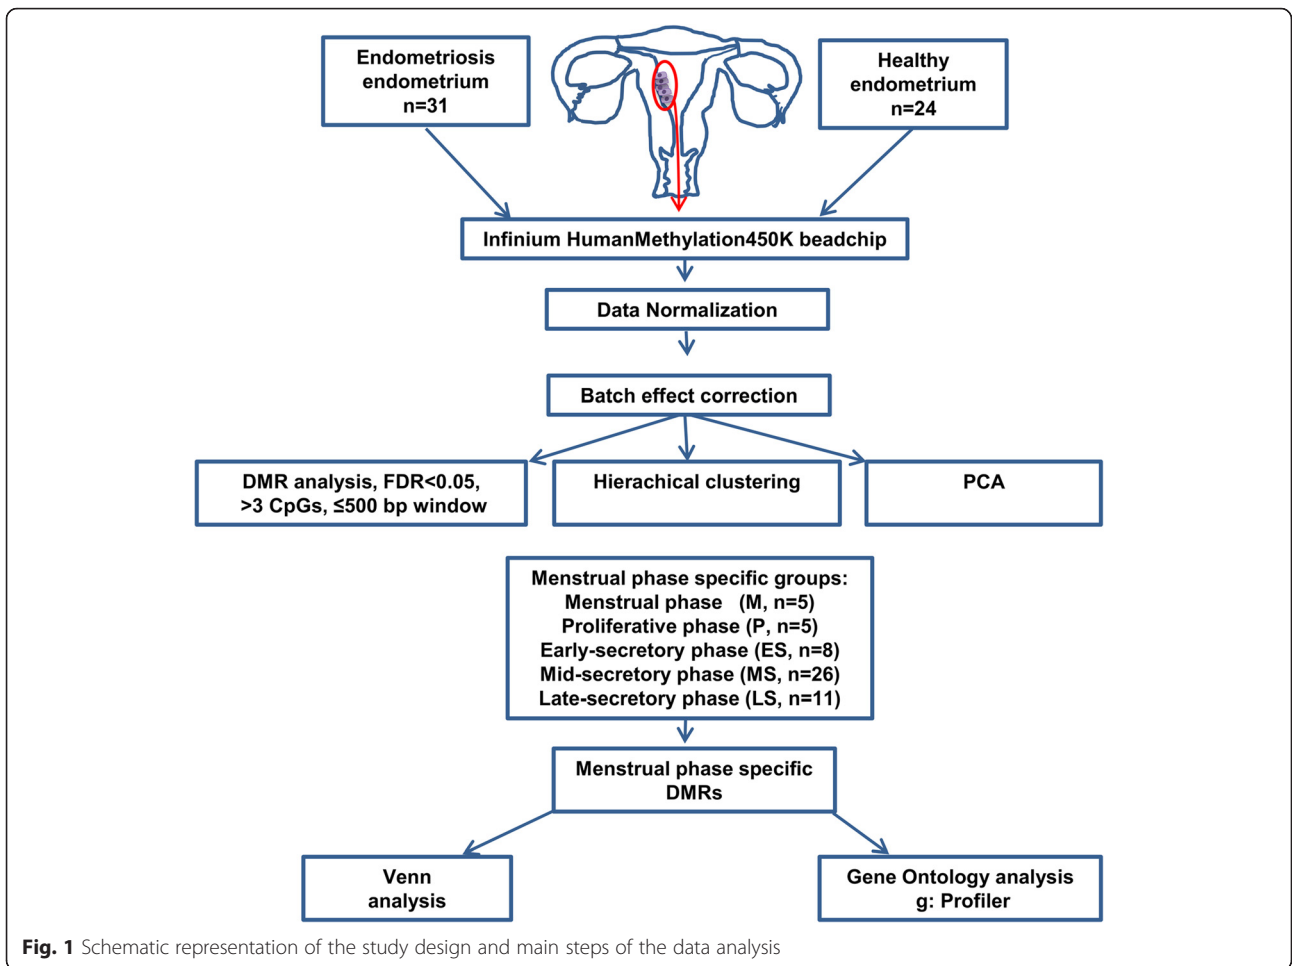 Endometriosis
endometrium
n=31
Healthy
endometrium
n=24
Infinium HumanMethylation450K beadchip
Data Normalization
Batch effect correction
DMR analysis, FDR<0.05,
>3 CpGs, ≤500 bp window
Hierachical clustering
PCA
Menstrual phase specific groups:
Menstrual phase (M, n=5)
Proliferative phase (P, n=5)
Early-secretory phase (ES, n=8)
Mid-secretory phase (MS, n=26)
Late-secretory phase (LS, n=11)
Menstrual phase specific
DMRs
Venn
analysis
Gene Ontology analysis
g: Profiler
Fig. 1 Schematic representation of the study design and main steps of the data analysis